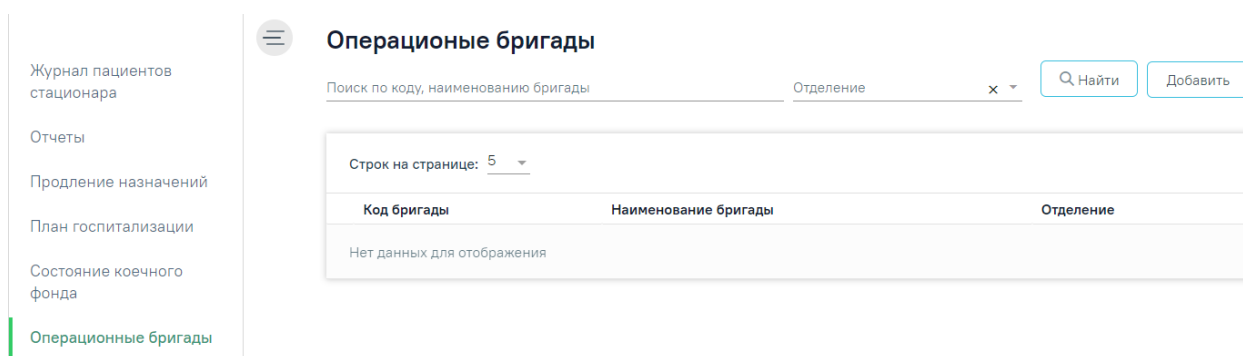 Журнал пациентов
стационара
Отчеты
Продление назначений
План госпитализации
Состояние коечного
фонда
Операционные бригады
Операционые бригады
Поиск по коду, наименованию бригады
Отделение
Найти
Добавить
Строк на странице: 5
Код бригады Наименование бригады Отделение
Нет данных для отображения